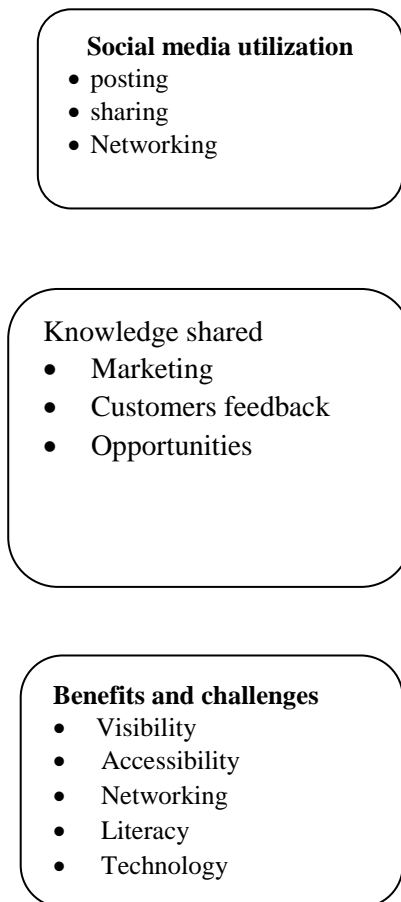 Social media utilization
• posting
• sharing
• Networking
Knowledge shared
• Marketing
• Customers feedback
• Opportunities
Benefits and challenges
• Visibility
• Accessibility
• Networking
• Literacy
• Technology